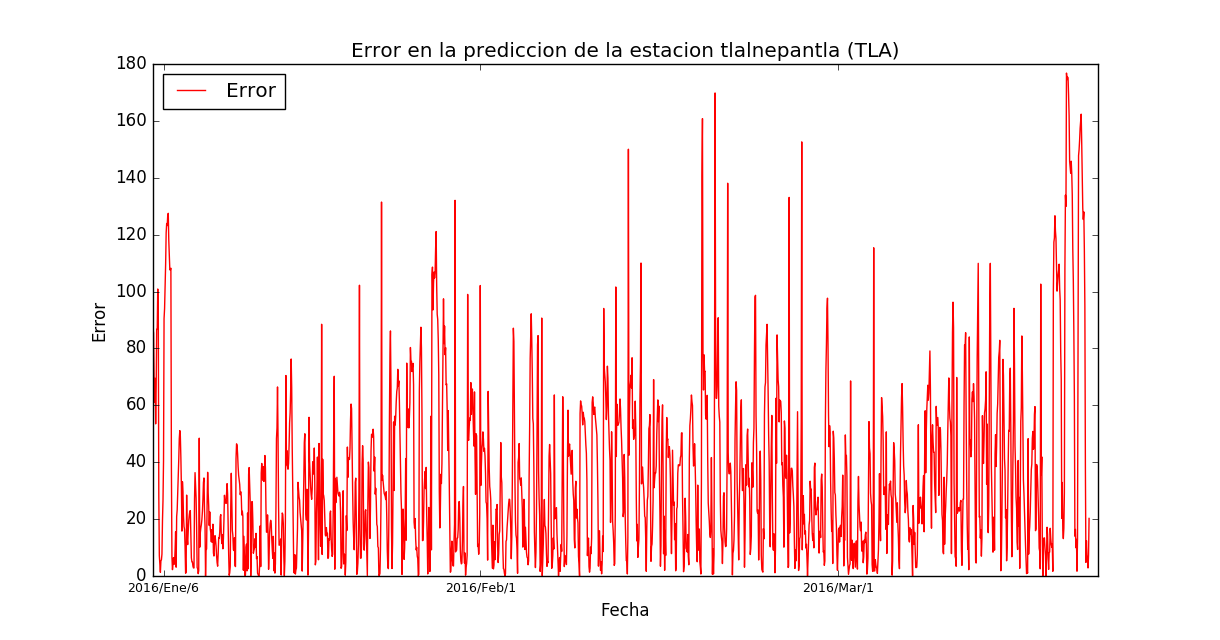 Error en la prediccion de la estacion tlalnepantla (TLA)
Error
180
160
140
120
100
80
60
40
20
0
Error
2016/Ene/6
2016/Feb/1
2016/Mar/1
Fecha